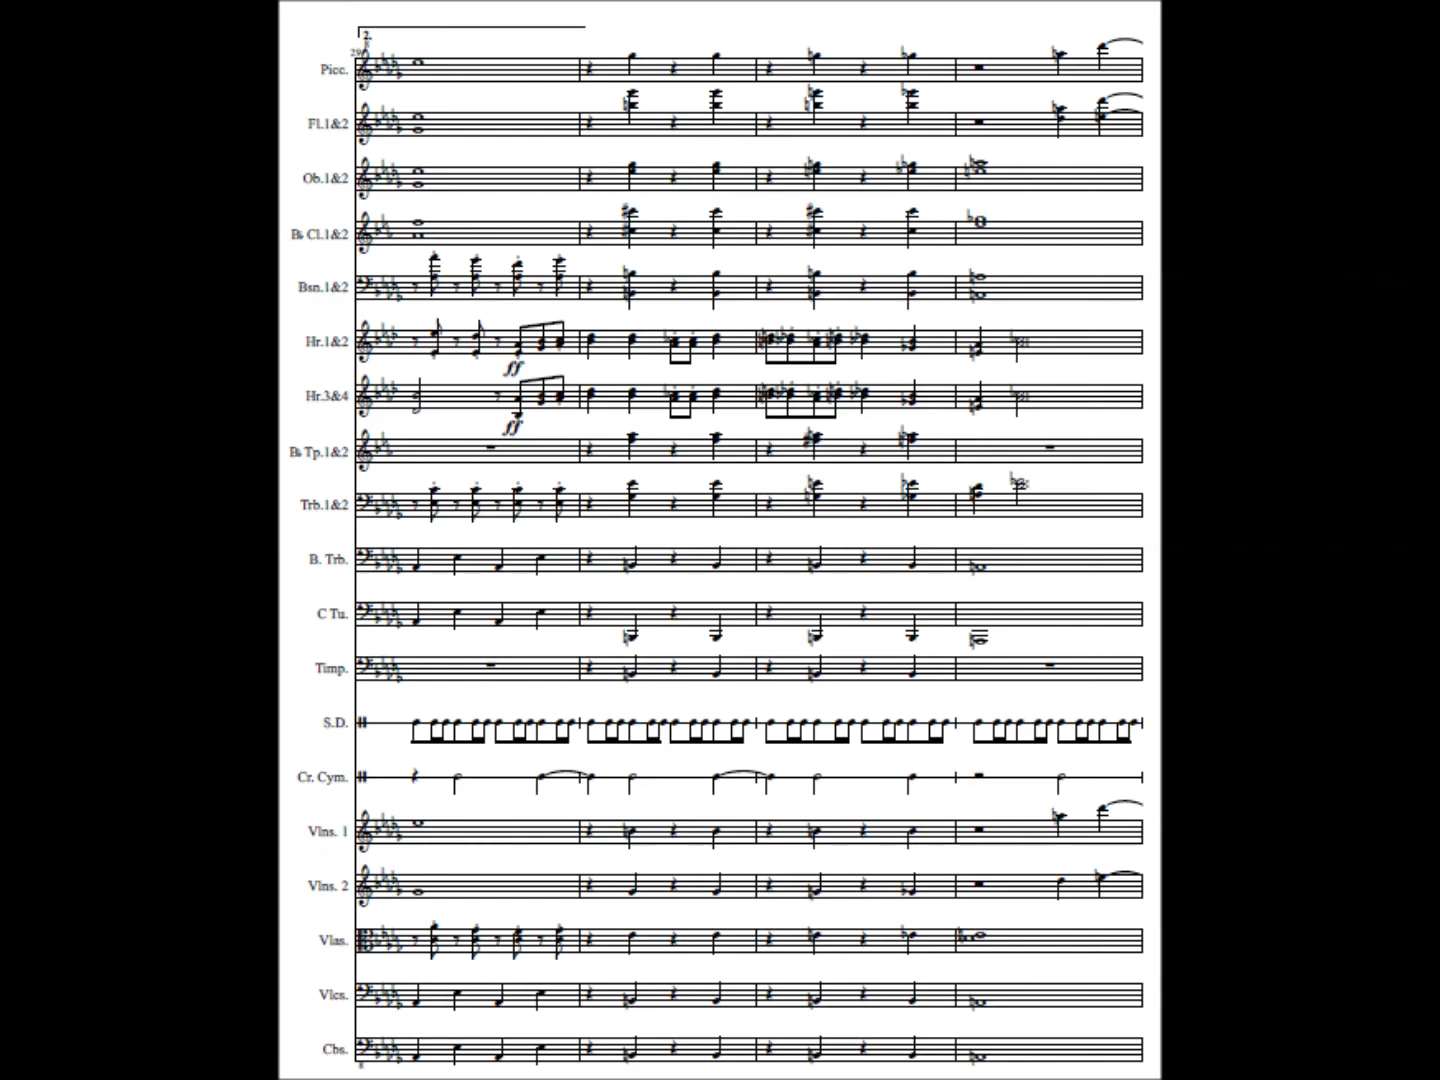 2.
29
Picc.
Fl.1&2
Ob.1&2
B♭ Cl.1&2
Bsn.1&2
Hr.1&2
ff
Hr.3&4
ff
B♭ Tp.1&2
Trb.1&2
B. Trb.
C Tu.
Timp.
S.D.
Cr. Cym.
Vlns. 1
Vlns. 2
Vlas.
Vlcs.
Cbs.
8